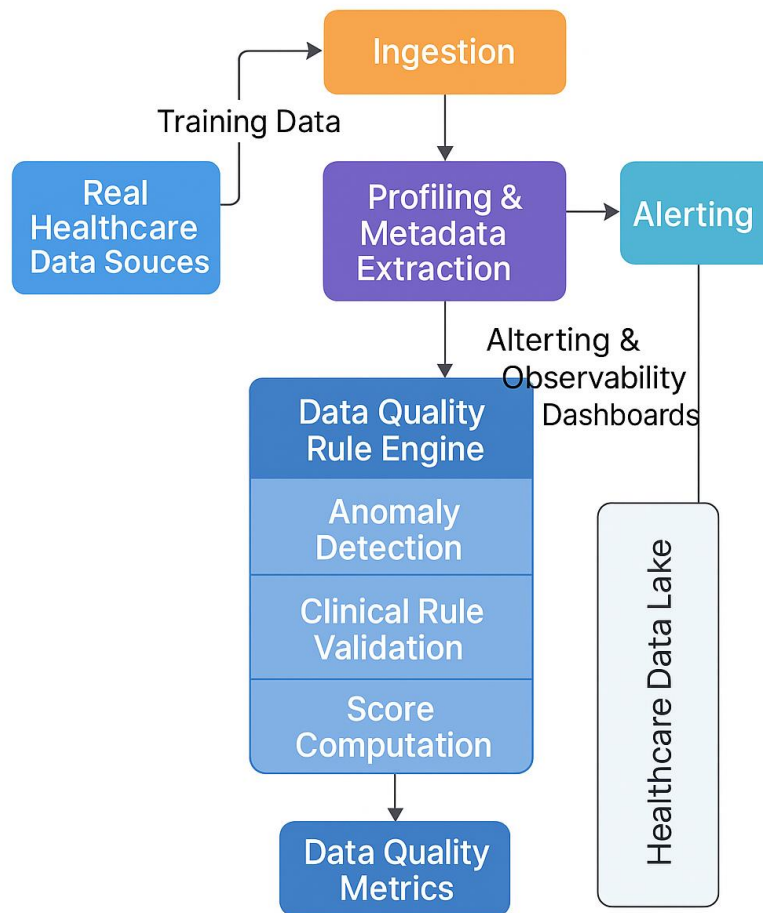 Ingestion
Training Data
Real
Healthcare
Data Souces
Profiling &
Metadata
Extraction
Alerting
Alterting &
Observability
Dashboards
Data Quality
Rule Engine
Anomaly
Detection
Clinical Rule
Validation
Score
Computation
Healthcare Data Lake
Data Quality
Metrics